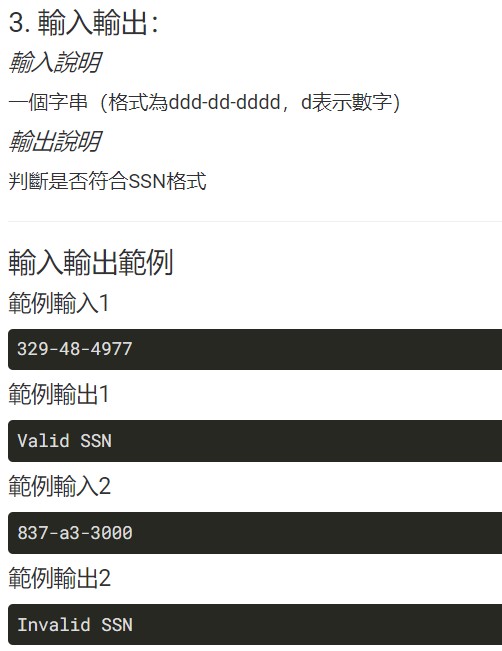 3. 輸入輸出：
輸入說明
一個字串（格式為ddd-dd-dddd，d表示數字）
輸出說明
判斷是否符合SSN格式
輸入輸出範例
範例輸入1
329-48-4977
範例輸出1
Valid SSN
範例輸入2
837-a3-3000
範例輸出2
Invalid SSN